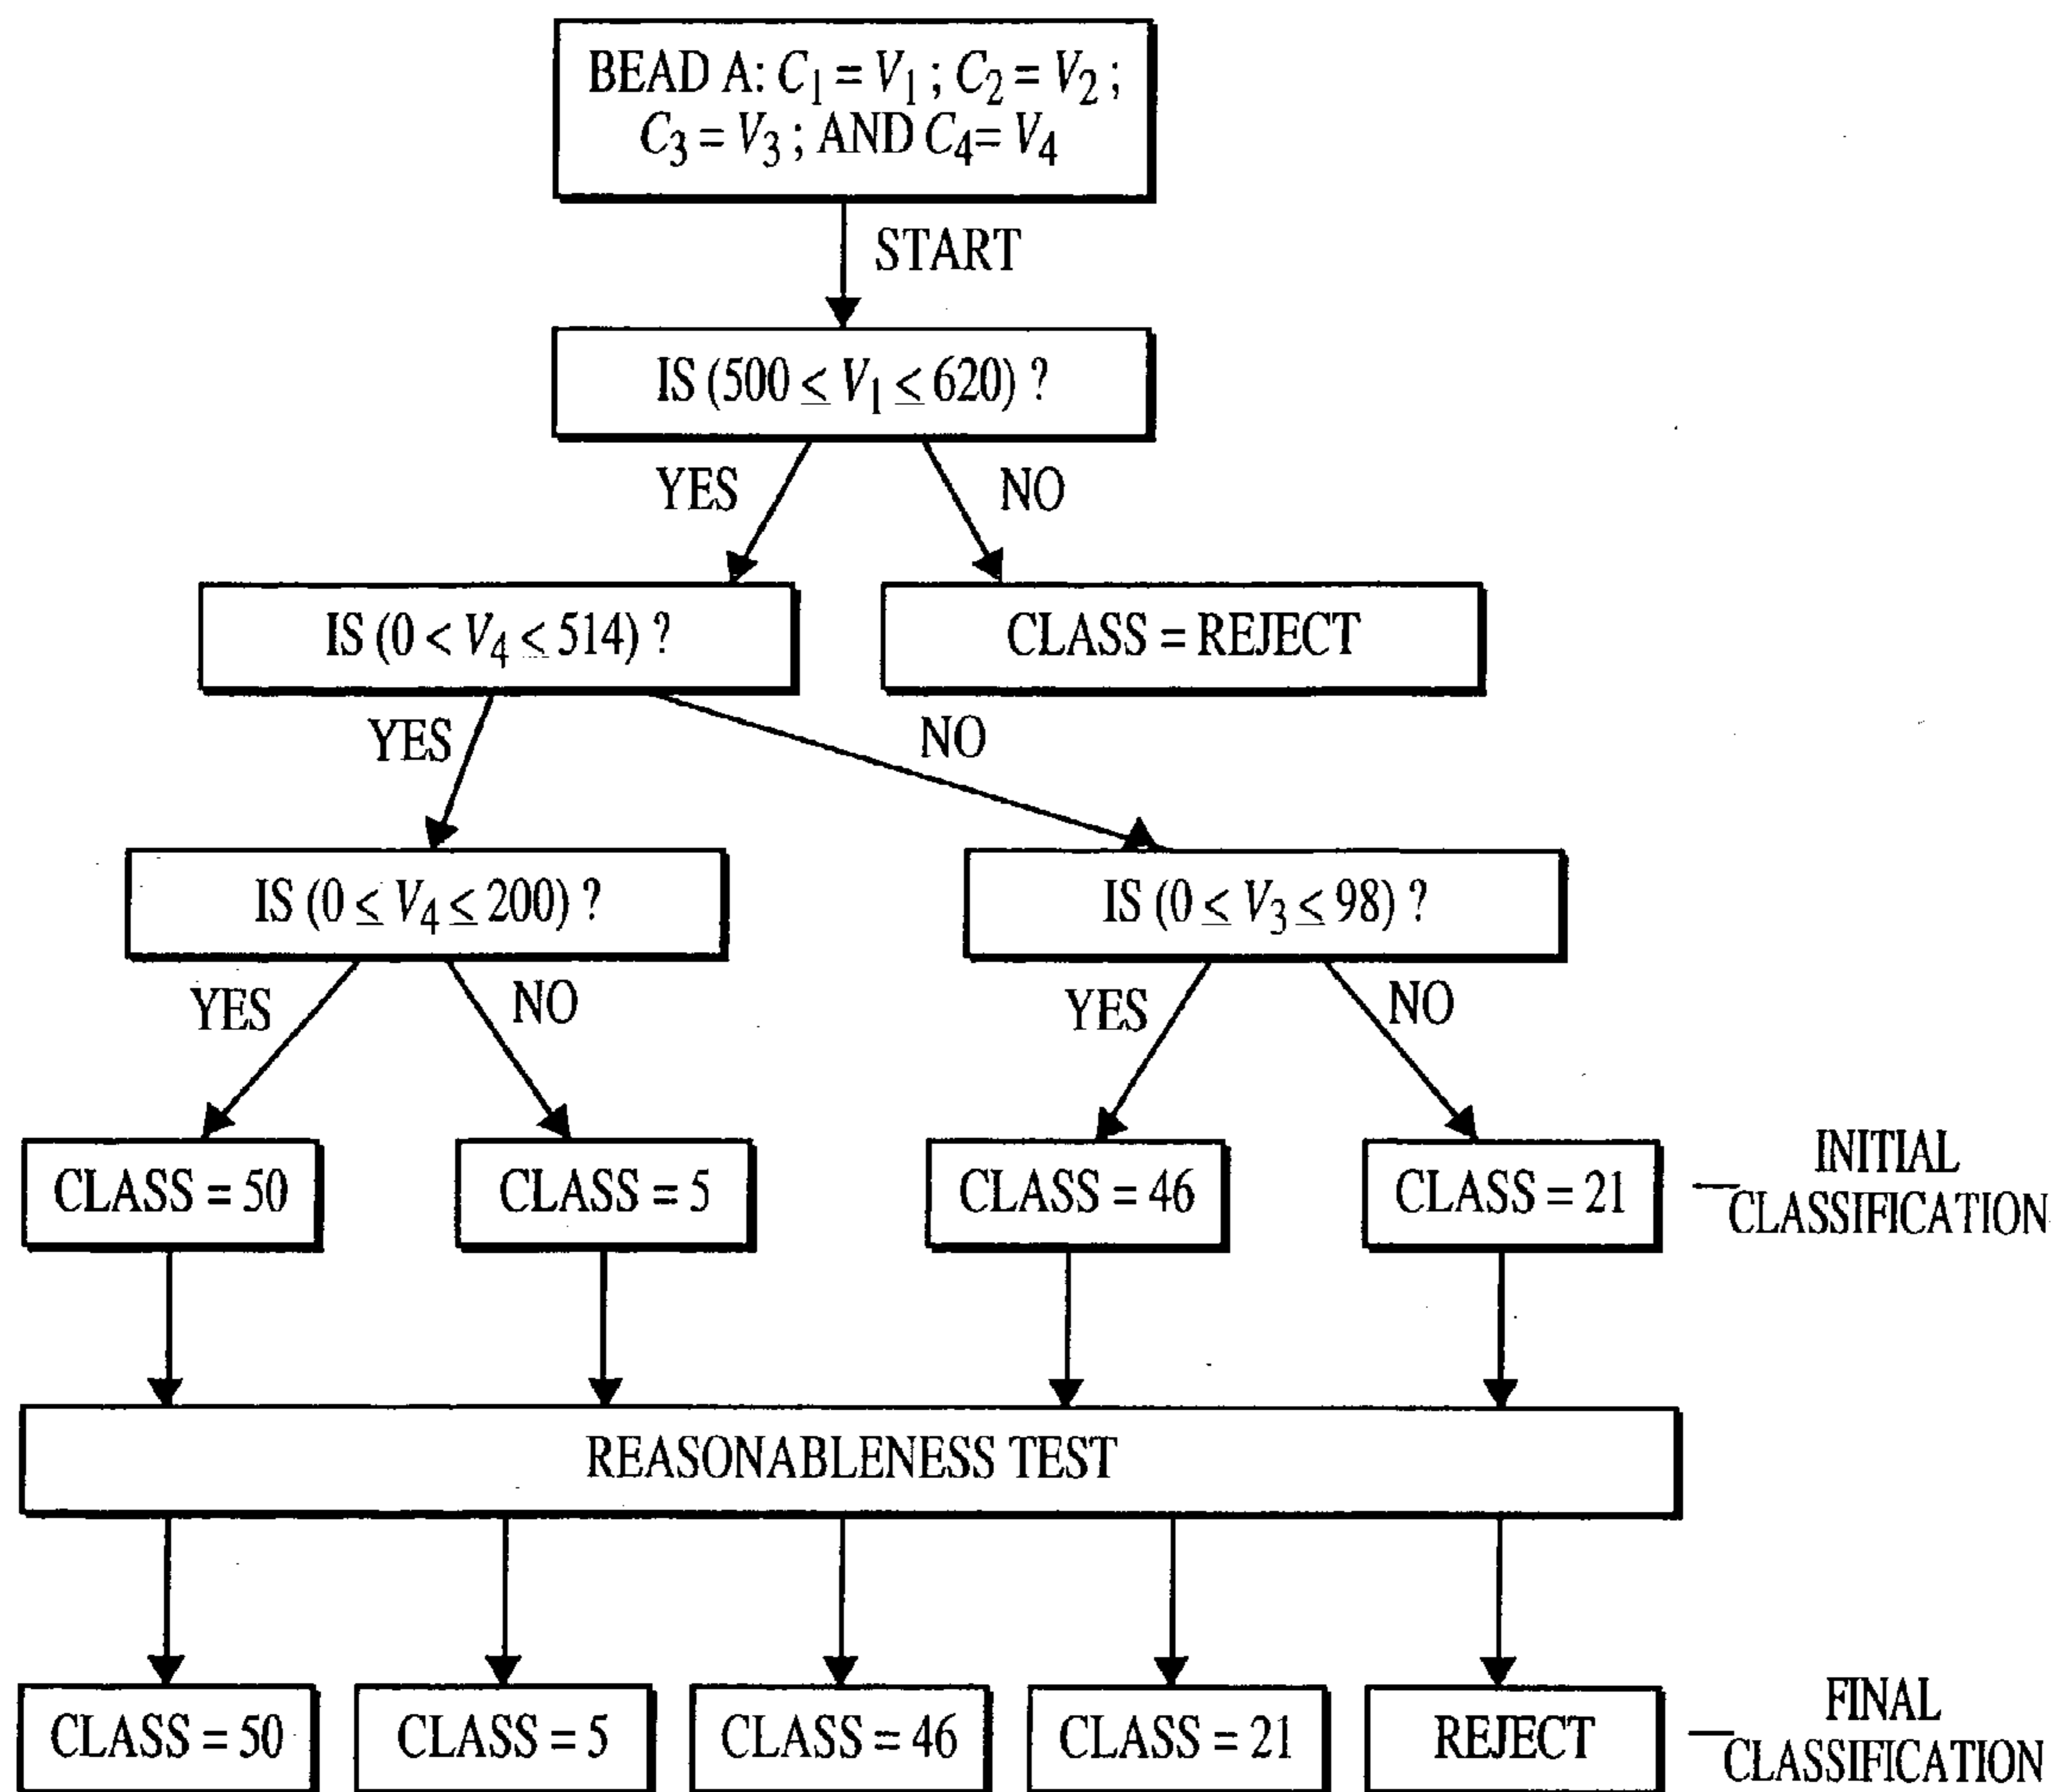 BEAD A: C1 = V1 ; C2 = V2 ;
C3 = V3 ; AND C4 = V4
START
IS (500 ≤ V1 ≤ 620) ?
YES
NO
IS (0 < V4 ≤ 514) ?
CLASS = REJECT
YES
NO
IS (0 ≤ V4 ≤ 200) ?
IS (0 ≤ V3 ≤ 98) ?
YES
NO
YES
NO
CLASS = 50
CLASS = 5
CLASS = 46
CLASS = 21
INITIAL
CLASSIFICATION
REASONABLENESS TEST
CLASS = 50
CLASS = 5
CLASS = 46
CLASS = 21
REJECT
FINAL
CLASSIFICATION